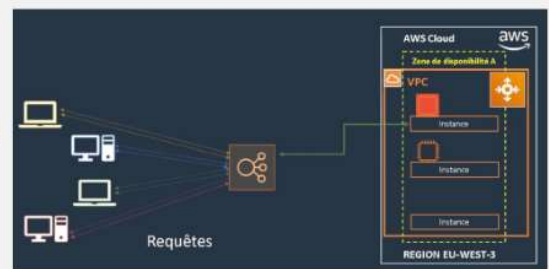 AWS Cloud
aws
Zone de disponibilité A
VPC
Instance
Instance
Instance
Requêtes
REGION EU-WEST-3